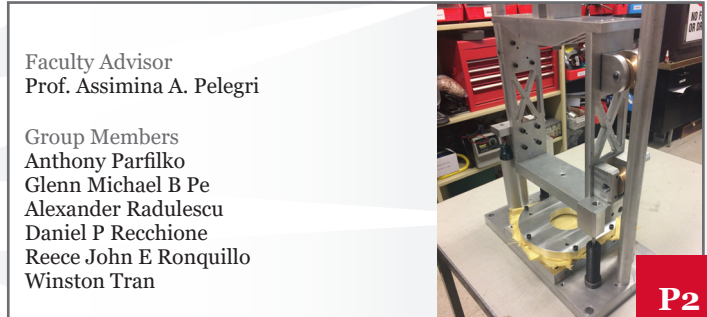 Faculty Advisor
Prof. Assimina A. Pelegri
Group Members
Anthony Parfilko
Glenn Michael B Pe
Alexander Radulescu
Daniel P Recchione
Reece John E Ronquillo
Winston Tran
P2